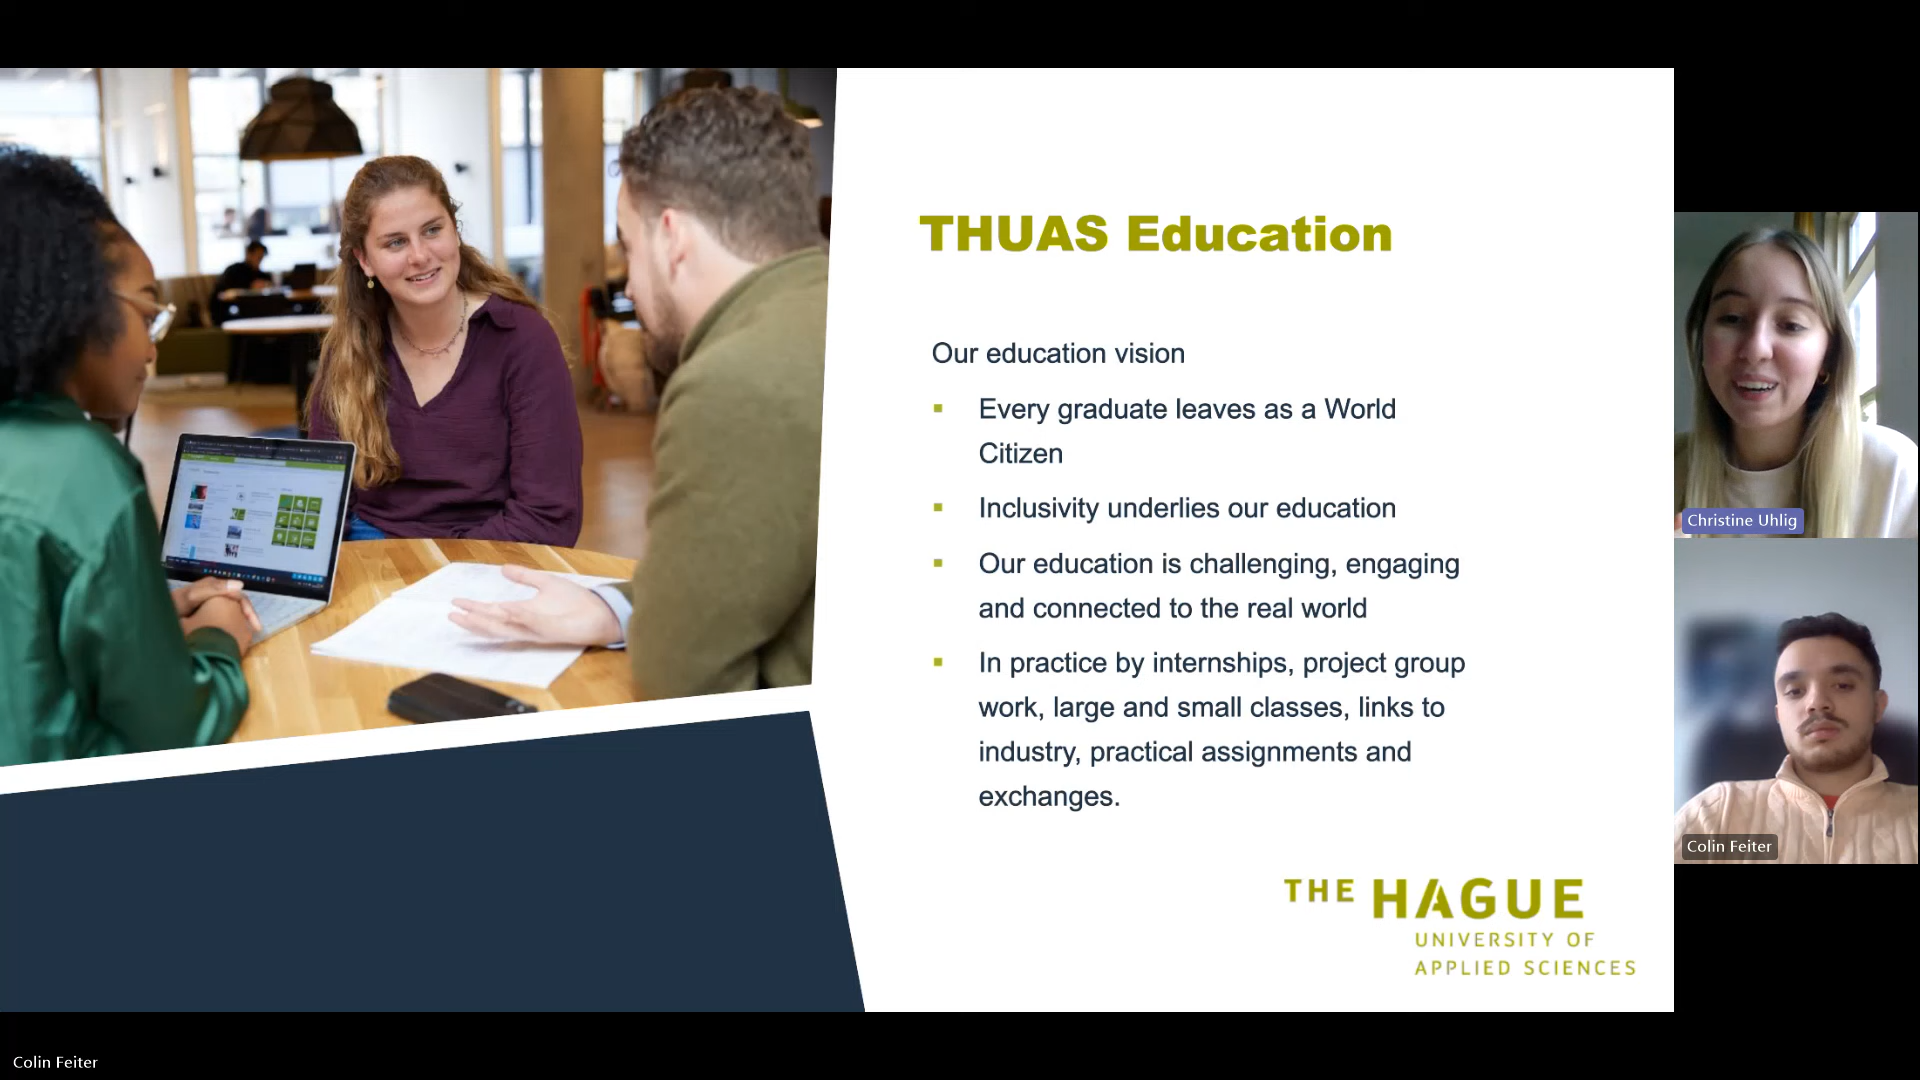 THUAS Education
Our education vision
▪ Every graduate leaves as a World
Citizen
▪ Inclusivity underlies our education
▪ Our education is challenging, engaging
and connected to the real world
▪ In practice by internships, project group
work, large and small classes, links to
industry, practical assignments and
exchanges.
THE HAGUE
UNIVERSITY OF
APPLIED SCIENCES
Christine Uhlig
Colin Feiter
Colin Feiter